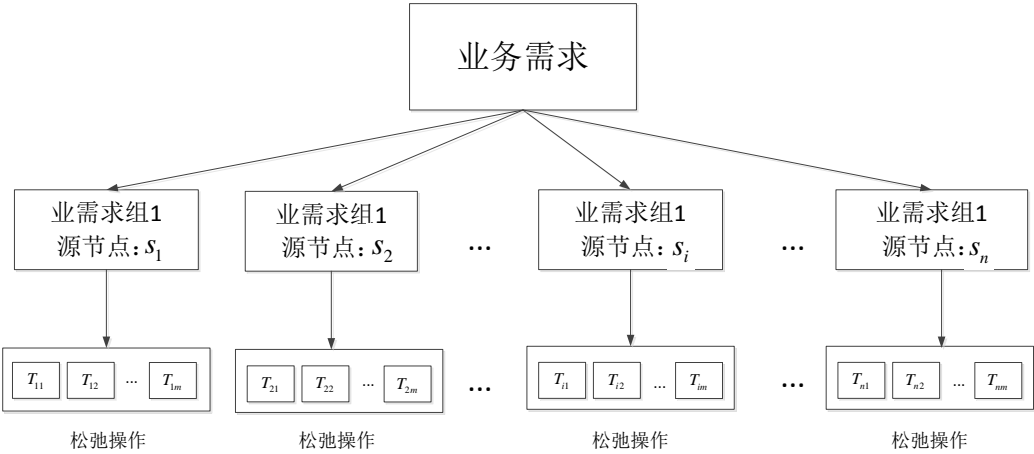 业务需求
业需求组1
源节点: s1
业需求组1
源节点: s2
...
业需求组1
源节点: si
...
业需求组1
源节点: sn
T11 T12 ... T1m
T21 T22 ... T2m
...
Ti1 Ti2 ... Tim
...
Tn1 Tn2 ... Tnm
松弛操作
松弛操作
松弛操作
松弛操作